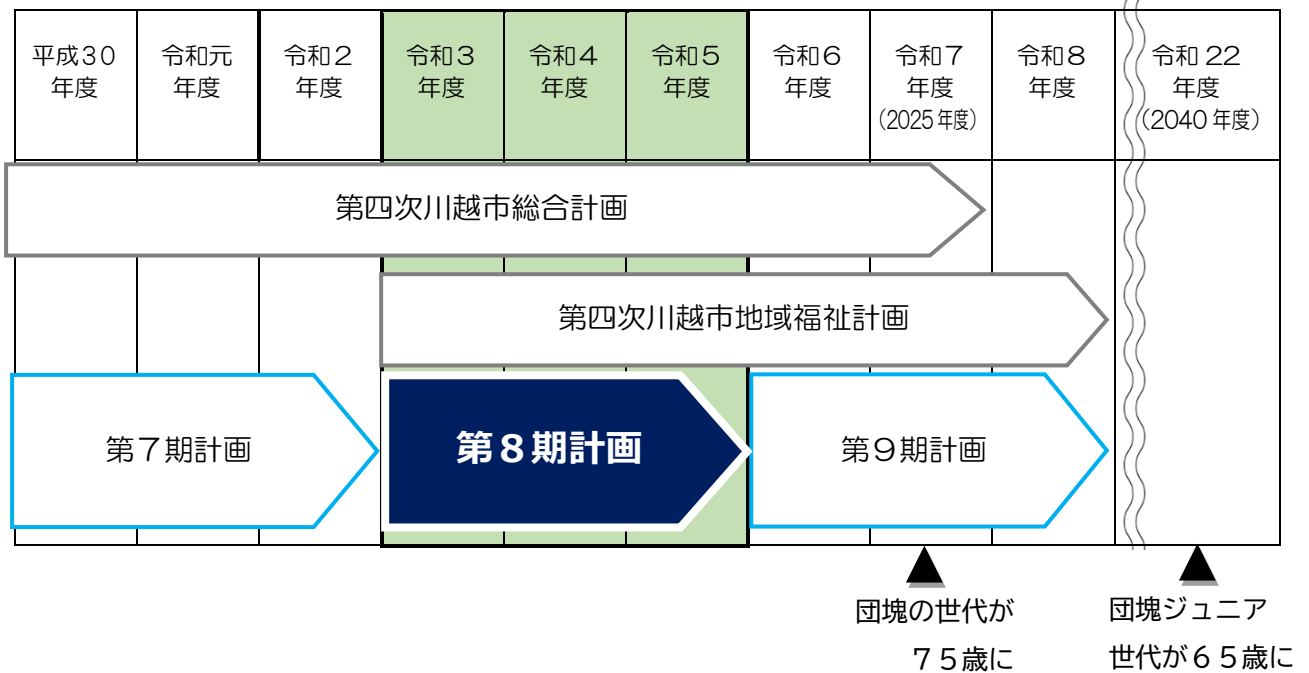 平成３０
年度
令和元
年度
令和２
年度
令和３
年度
令和４
年度
令和５
年度
令和６
年度
令和７
年度
（2025年度）
令和８
年度
令和22
年度
（2040年度）
第四次川越市総合計画
第四次川越市地域福祉計画
第７期計画
第８期計画
第９期計画
団塊の世代が
７５歳に
団塊ジュニア
世代が６５歳に